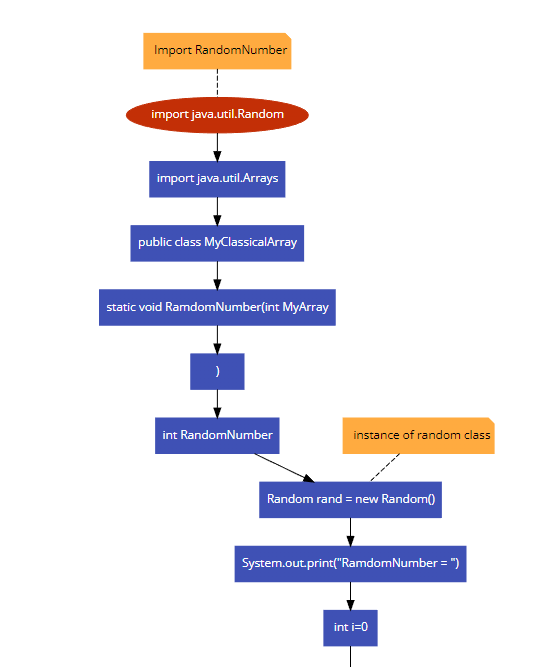 Import RandomNumber
import java.util.Random
import java.util.Arrays
public class MyClassicalArray
static void RamdomNumber(int MyArray
)
int RandomNumber
instance of random class
Random rand = new Random()
System.out.print("RamdomNumber = ")
int i=0